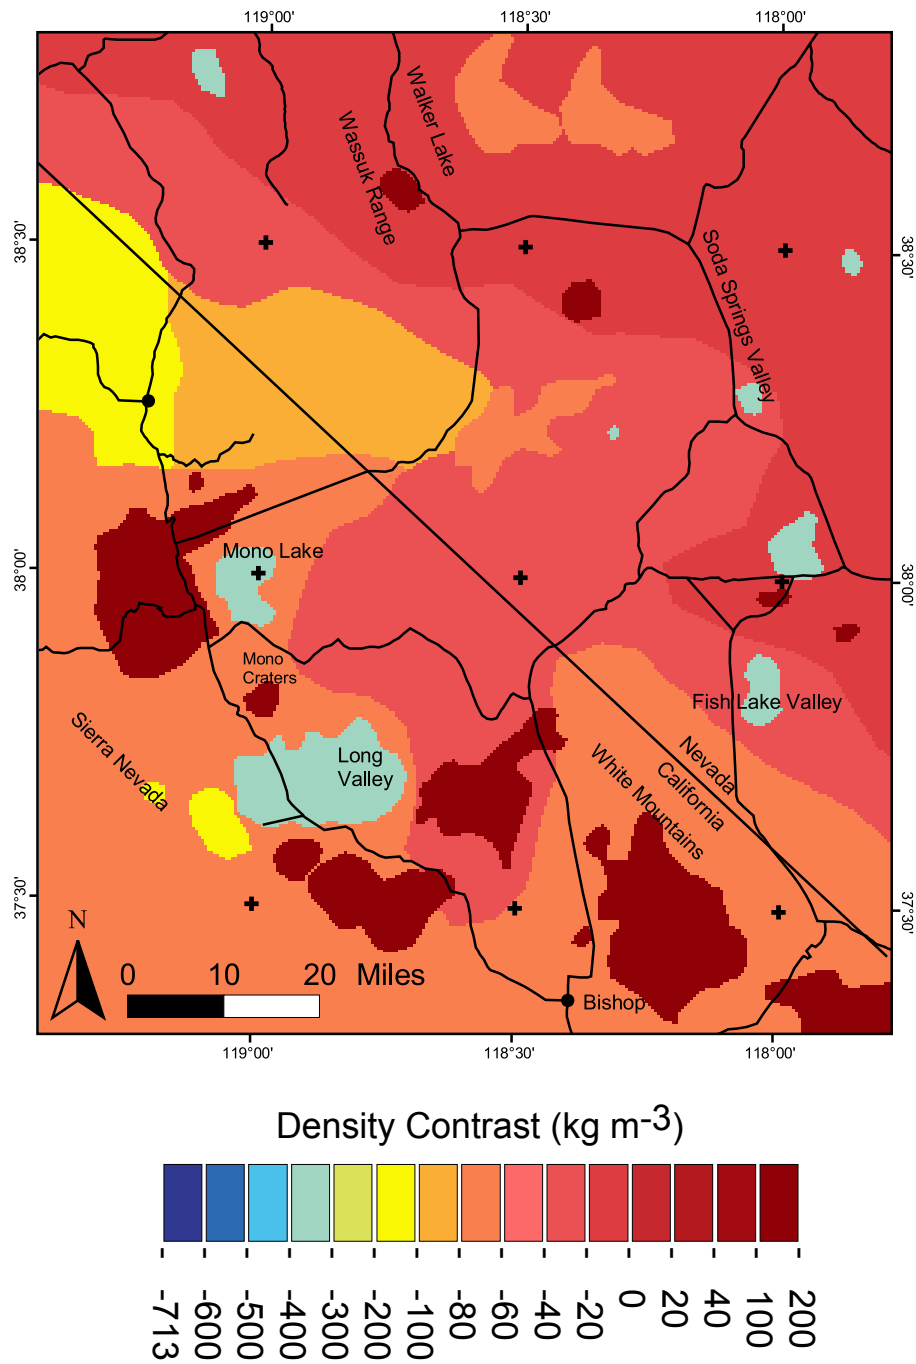 119°00' 118°30' 118°00'
Walker Lake
Wassuk Range
38°30'
38°30'
Soda Springs Valley
38°00'
Mono Lake
38°00'
Mono
Craters
Fish Lake Valley
Sierra Nevada
Long
Valley
Nevada
California
White Mountains
37°30'
37°30'
N
0 10 20 Miles
Bishop
119°00' 118°30' 118°00'
Density Contrast (kg m-3)
-713 -600 -500 -400 -300 -200 -100 -80 -60 -40 -20 0 20 40 100 200